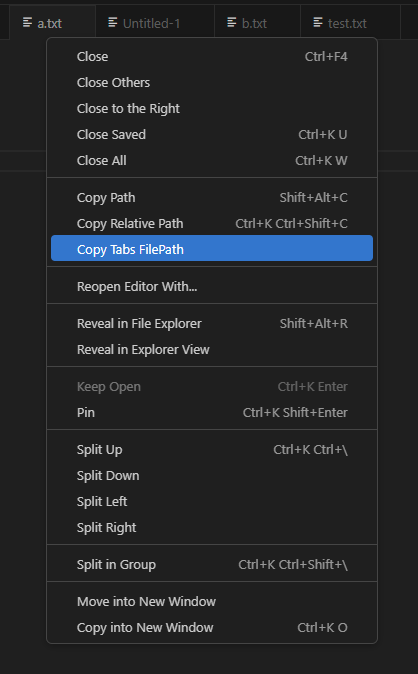 a.txt Untitled-1 b.txt test.txt
Close Ctrl+F4
Close Others
Close to the Right
Close Saved Ctrl+K U
Close All Ctrl+K W
Copy Path Shift+Alt+C
Copy Relative Path Ctrl+K Ctrl+Shift+C
Copy Tabs FilePath
Reopen Editor With...
Reveal in File Explorer Shift+Alt+R
Reveal in Explorer View
Keep Open Ctrl+K Enter
Pin Ctrl+K Shift+Enter
Split Up Ctrl+K Ctrl+\
Split Down
Split Left
Split Right
Split in Group Ctrl+K Ctrl+Shift+\
Move into New Window
Copy into New Window Ctrl+K O